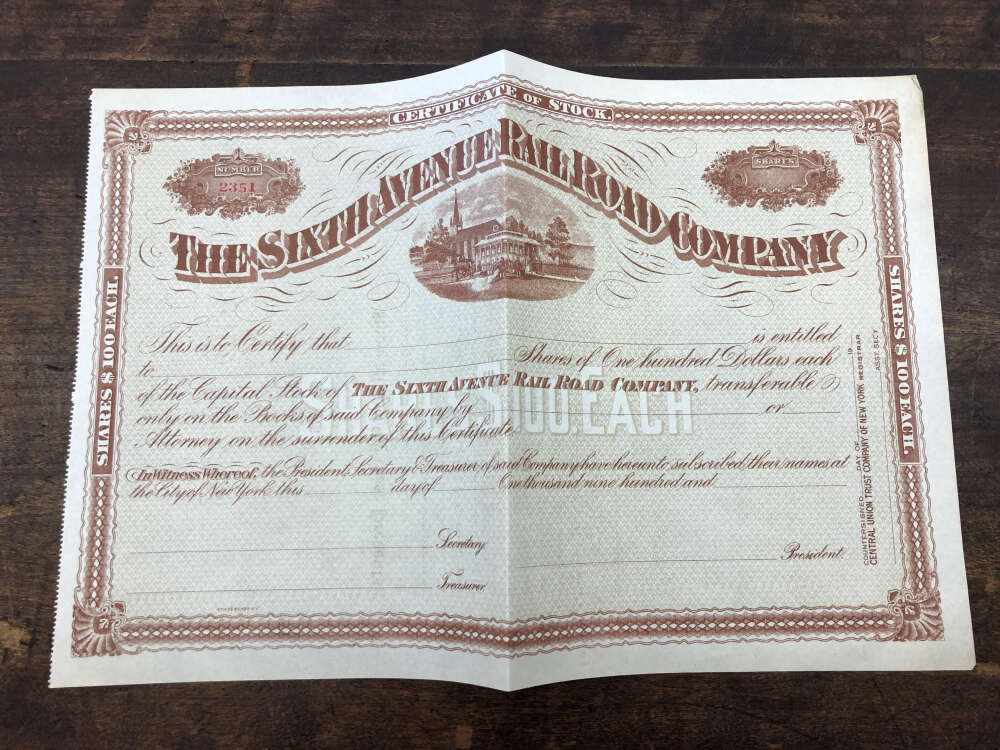 CERTIFICATE OF STOCK.
NUMBER
2351
SHARES
THE SIXTH AVENUE RAIL ROAD COMPANY
SHARES $100 EACH.
SHARES $100 EACH.
This is to Certify that is entitled
to Shares of One hundred Dollars each
of the Capital Stock of THE SIXTH AVENUE RAIL ROAD COMPANY, transferable
only on the Books of said Company by or
Attorney on the surrender of this Certificate.
SHARES $100. EACH
In Witness Whereof, the President, Secretary & Treasurer of said Company have hereunto subscribed their names at
the City of New York this day of One thousand nine hundred and
Secretary.
President.
Treasurer.
COUNTERSIGNED DAY OF 19
CENTRAL UNION TRUST COMPANY OF NEW YORK REGISTRAR
ASST. SECY